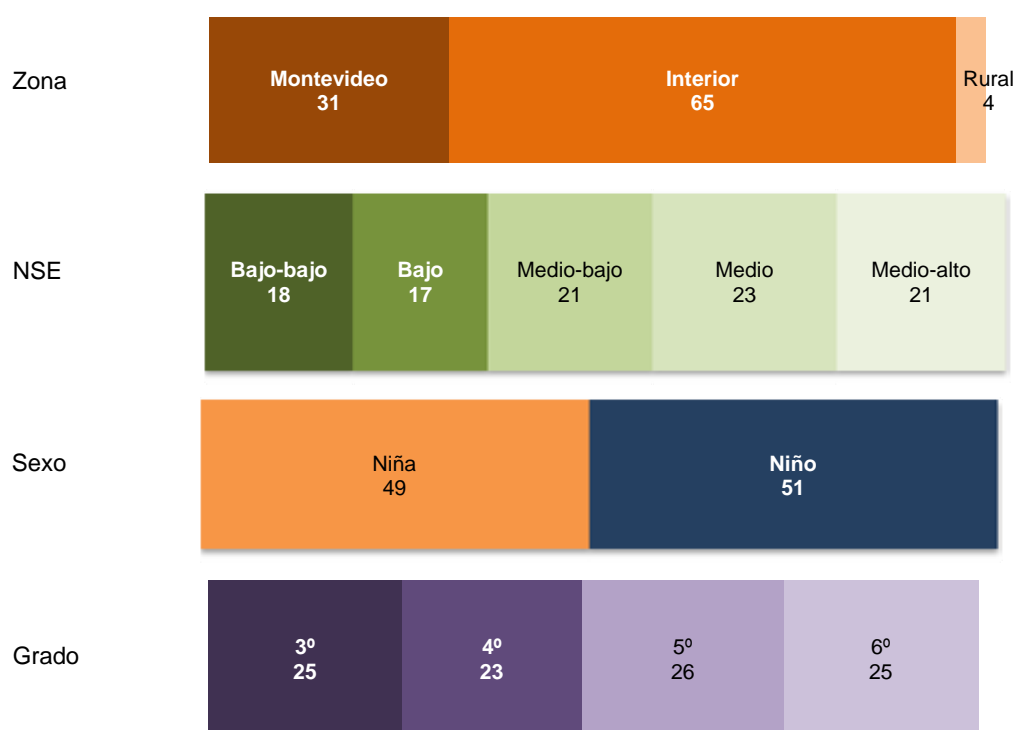 Zona
Montevideo
31
Interior
65
Rural
4
NSE
Bajo-bajo
18
Bajo
17
Medio-bajo
21
Medio
23
Medio-alto
21
Sexo
Niña
49
Niño
51
Grado
3º
25
4º
23
5º
26
6º
25